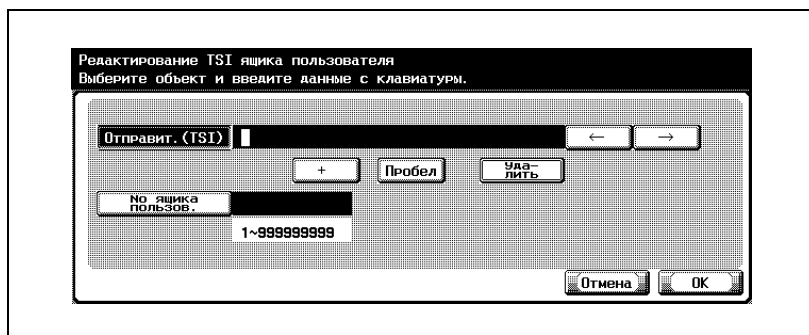 Редактирование TSI ящика пользователя
Выберите объект и введите данные с клавиатуры.
Отправит.(TSI) ← →
+ Пробел Уда-
лить
No ящика
пользов.
1~999999999
Отмена OK